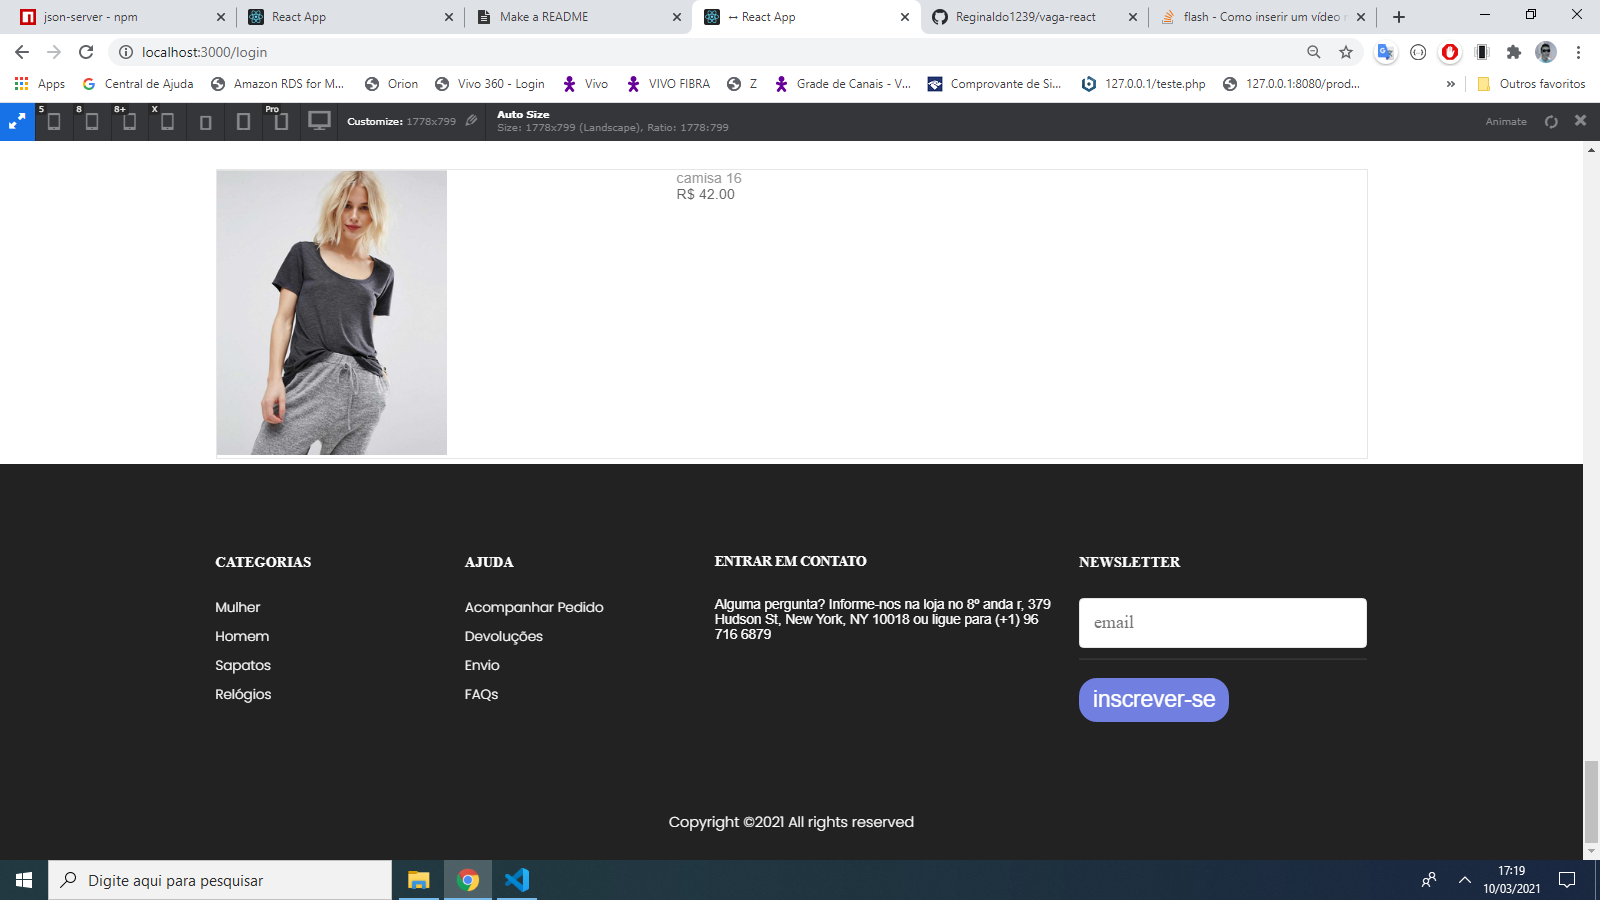 json-server - npm
React App
Make a README
↔ React App
Reginaldo1239/vaga-react
flash - Como inserir um vídeo n
localhost:3000/login
Apps
Central de Ajuda
Amazon RDS for M...
Orion
Vivo 360 - Login
Vivo
VIVO FIBRA
Z
Grade de Canais - V...
Comprovante de Si...
127.0.0.1/teste.php
127.0.0.1:8080/prod...
»
Outros favoritos
5
8
8+
X
Pro
Customize: 1778x799
Auto Size
Size: 1778x799 (Landscape), Ratio: 1778:799
Animate
camisa 16
R$ 42.00
CATEGORIAS
Mulher
Homem
Sapatos
Relógios
AJUDA
Acompanhar Pedido
Devoluções
Envio
FAQs
ENTRAR EM CONTATO
Alguma pergunta? Informe-nos na loja no 8º anda r, 379
Hudson St, New York, NY 10018 ou ligue para (+1) 96
716 6879
NEWSLETTER
email
inscrever-se
Copyright ©2021 All rights reserved
Digite aqui para pesquisar
17:19
10/03/2021